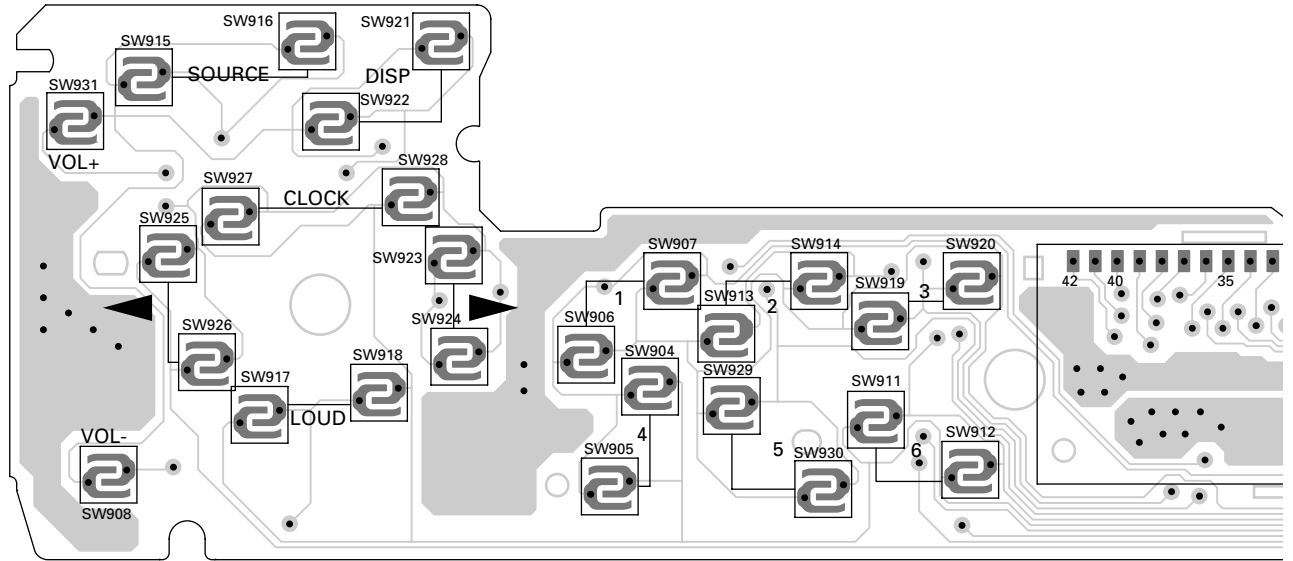 SW916
SW921
SW915
SOURCE
DISP
SW931
SW922
VOL+
SW928
SW927
CLOCK
SW925
SW923
SW907
SW914
SW920
42
40
35
1
2
SW919
3
SW913
SW924
SW906
SW926
SW918
SW904
SW917
SW929
SW911
LOUD
VOL-
4
5
6
SW912
SW905
SW930
SW908